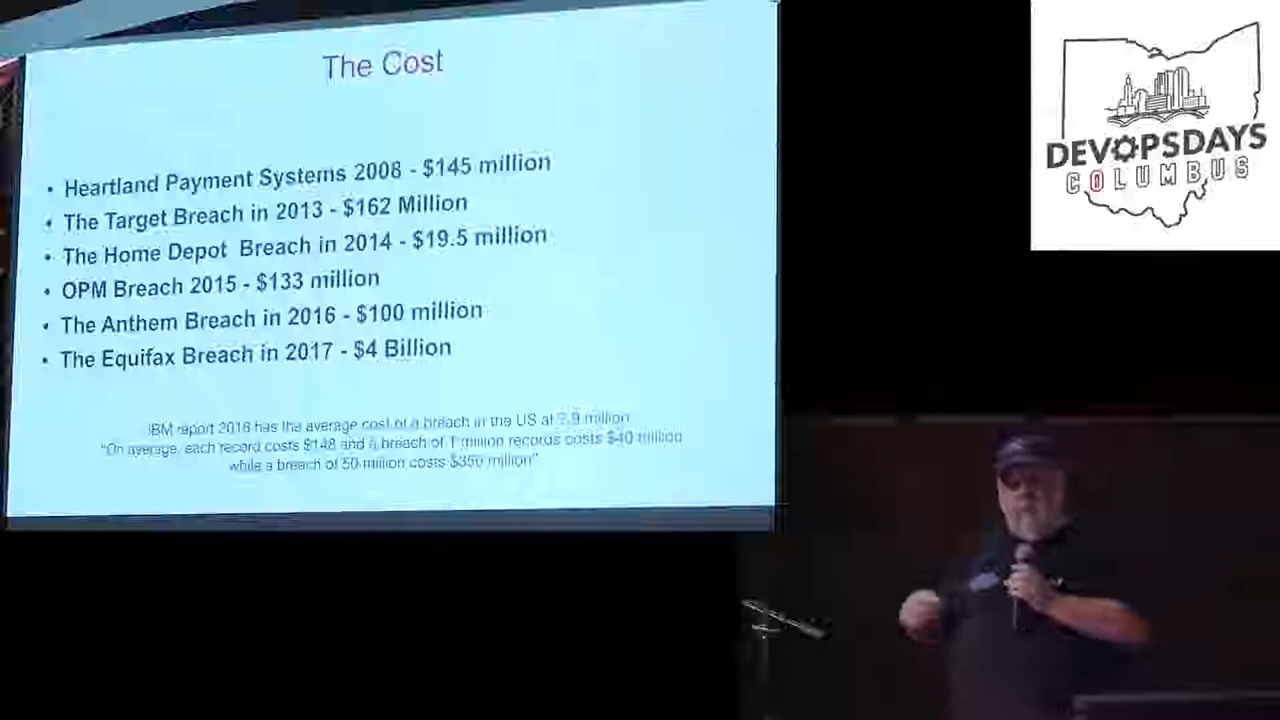 The Cost
• Heartland Payment Systems 2008 - $145 million
• The Target Breach in 2013 - $162 Million
• The Home Depot Breach in 2014 - $19.5 million
• OPM Breach 2015 - $133 million
• The Anthem Breach in 2016 - $100 million
• The Equifax Breach in 2017 - $4 Billion
IBM report 2018 has the average cost of a breach in the US at 7.9 million
"On average, each record costs $148 and a breach of 1 million records costs $40 million
while a breach of 50 million costs $350 million"
DEVOPSDAYS
COLUMBUS